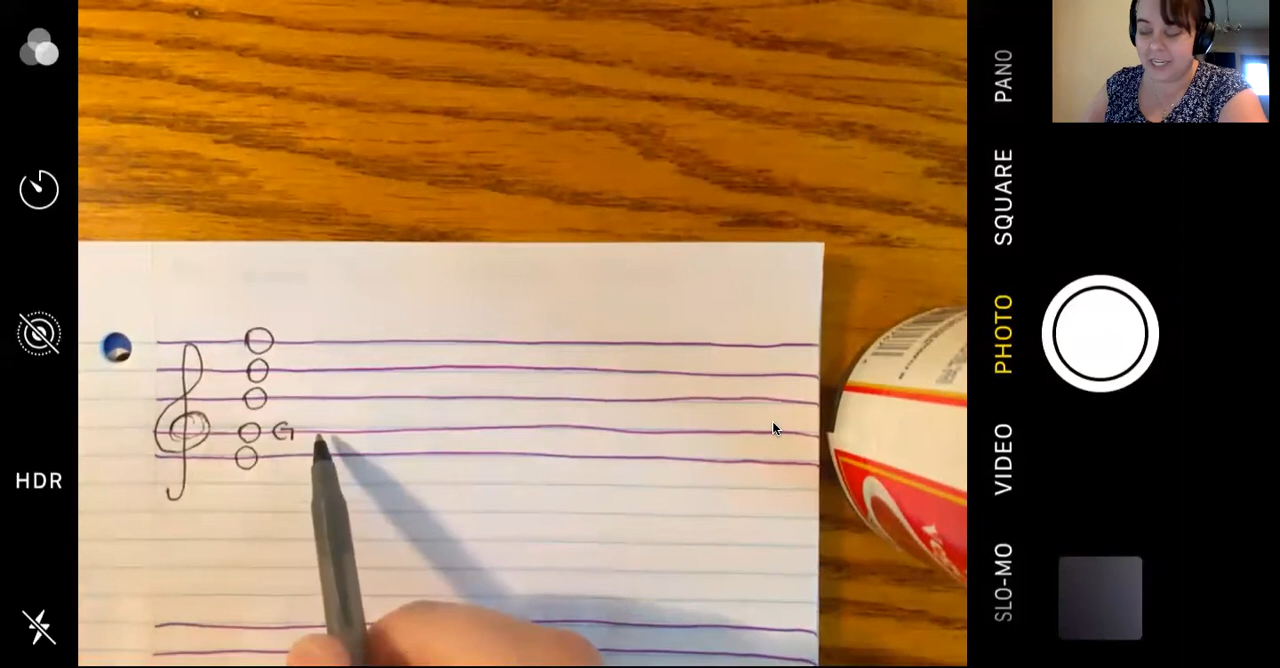 HDR
G
PANO
SQUARE
PHOTO
VIDEO
SLO-MO